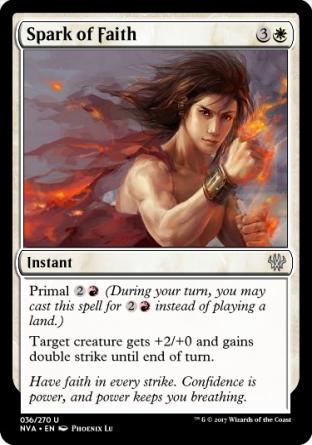 Spark of Faith 3
Instant
Primal 2 (During your turn, you may
cast this spell for 2 instead of playing a
land.)
Target creature gets +2/+0 and gains
double strike until end of turn.
Have faith in every strike. Confidence is
power, and power keeps you breathing.
036/270 U
NVA • EN Phoenix Lu
™ & © 2017 Wizards of the Coast